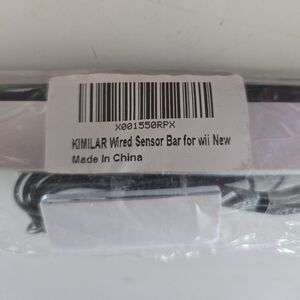 X001550RPX
KIMILAR Wired Sensor Bar for wii New
Made In China